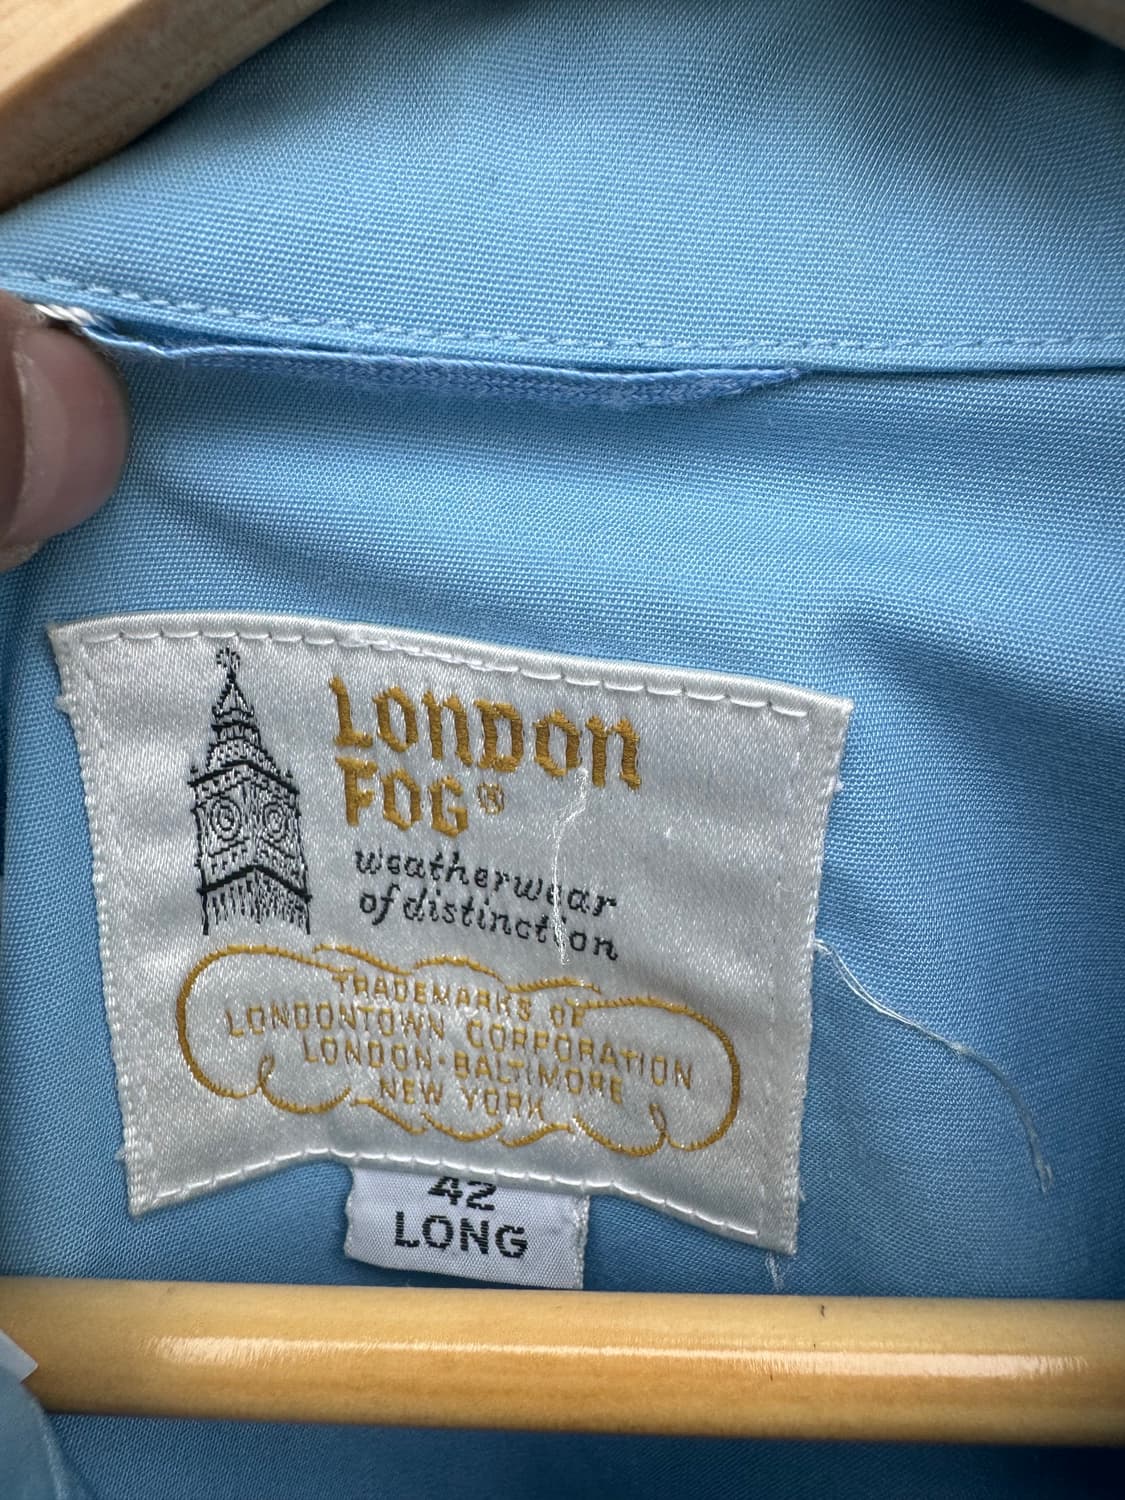 LONDON
FOG®
weatherwear
of distinction
TRADEMARKS OF
LONDONTOWN CORPORATION
LONDON·BALTIMORE
NEW YORK
42
LONG